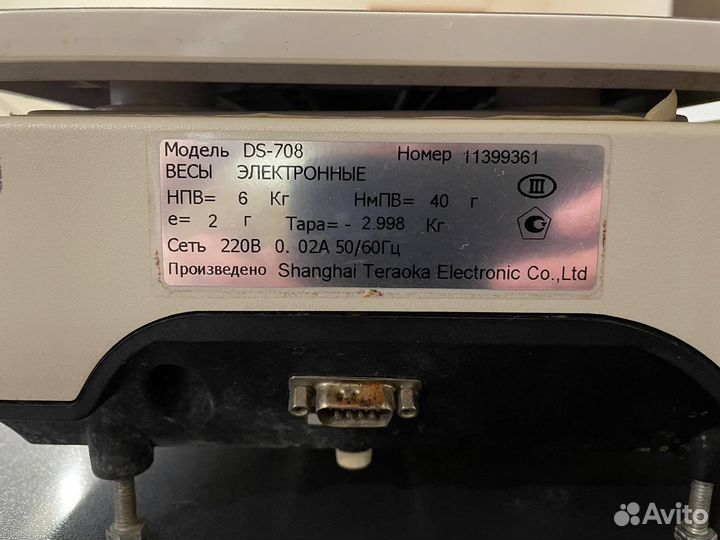 Модель DS-708 Номер 11399361
ВЕСЫ ЭЛЕКТРОННЫЕ
НПВ= 6 Кг НмПВ= 40 г
III
e= 2 г Тара= - 2.998 Кг
Сеть 220В 0. 02А 50/60Гц
Произведено Shanghai Teraoka Electronic Co.,Ltd
Avito